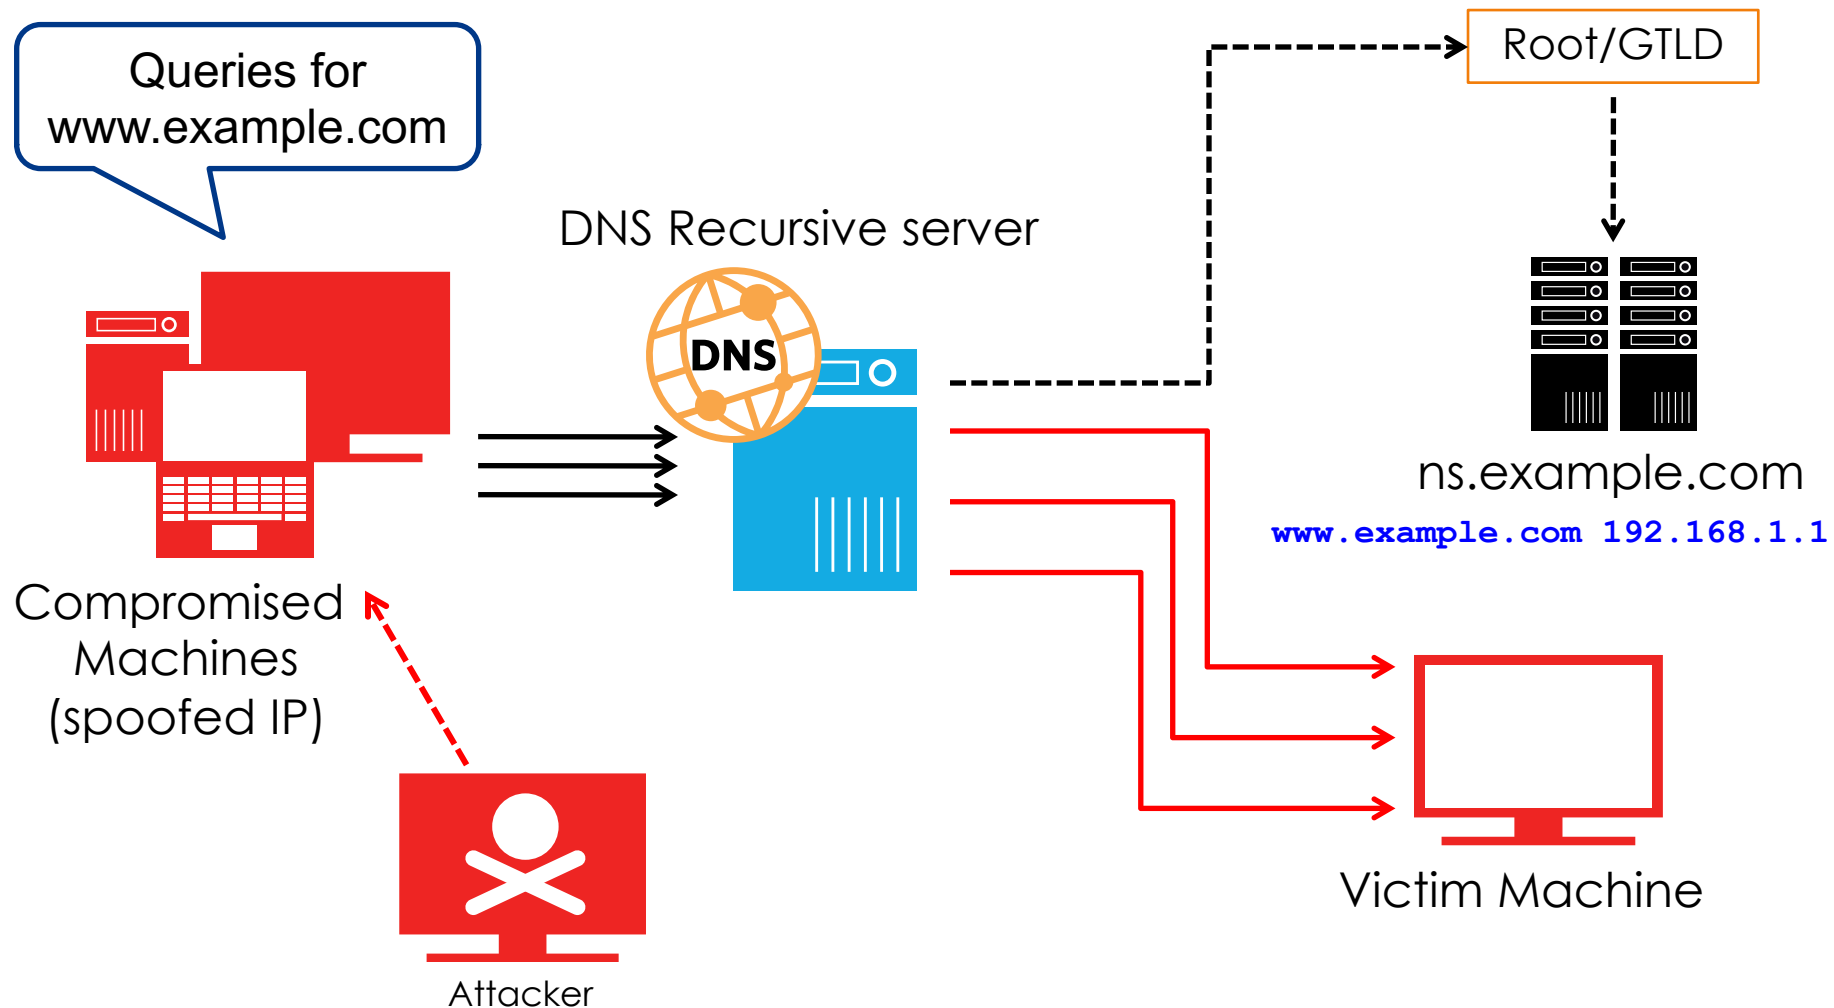 Queries for
www.example.com
Root/GTLD
DNS Recursive server
DNS
ns.example.com
www.example.com 192.168.1.1
Compromised
Machines
(spoofed IP)
Victim Machine
Attacker